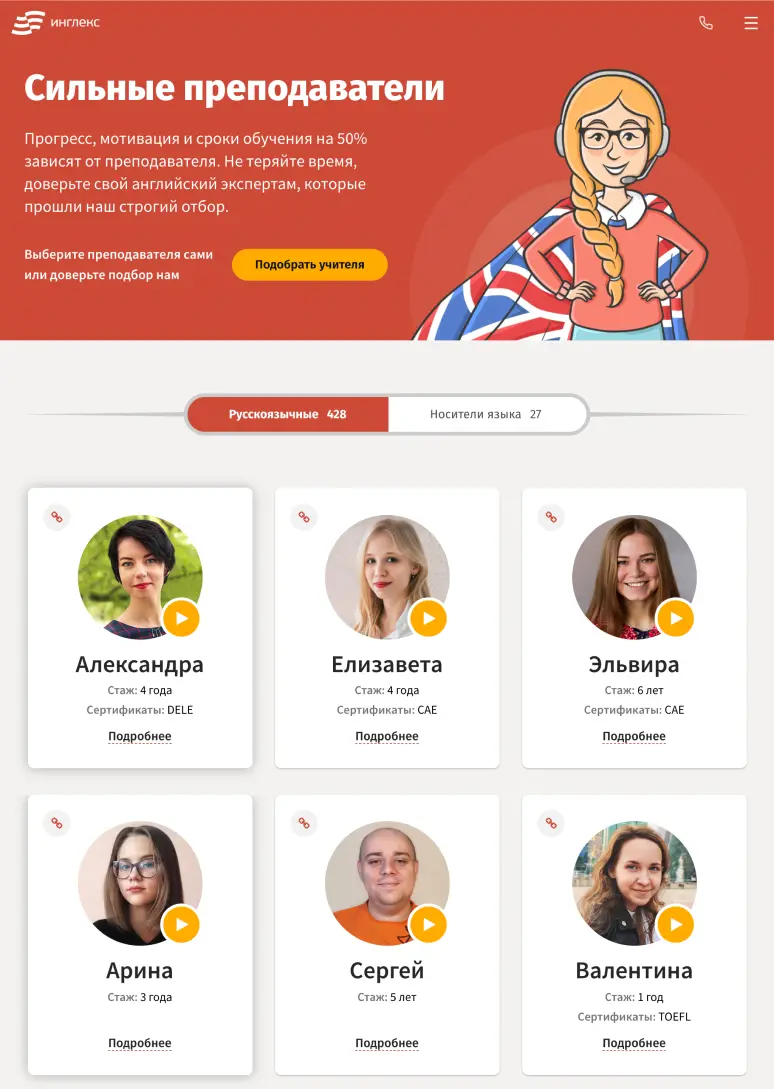 инглекс
Сильные преподаватели
Прогресс, мотивация и сроки обучения на 50%
зависят от преподавателя. Не теряйте время,
доверьте свой английский экспертам, которые
прошли наш строгий отбор.
Выберите преподавателя сами
или доверьте подбор нам
Подобрать учителя
Русскоязычные 428
Носители языка 27
Александра
Стаж: 4 года
Сертификаты: DELE
Подробнее
Елизавета
Стаж: 4 года
Сертификаты: CAE
Подробнее
Эльвира
Стаж: 6 лет
Сертификаты: CAE
Подробнее
Арина
Стаж: 3 года
Подробнее
Сергей
Стаж: 5 лет
Подробнее
Валентина
Стаж: 1 год
Сертификаты: TOEFL
Подробнее